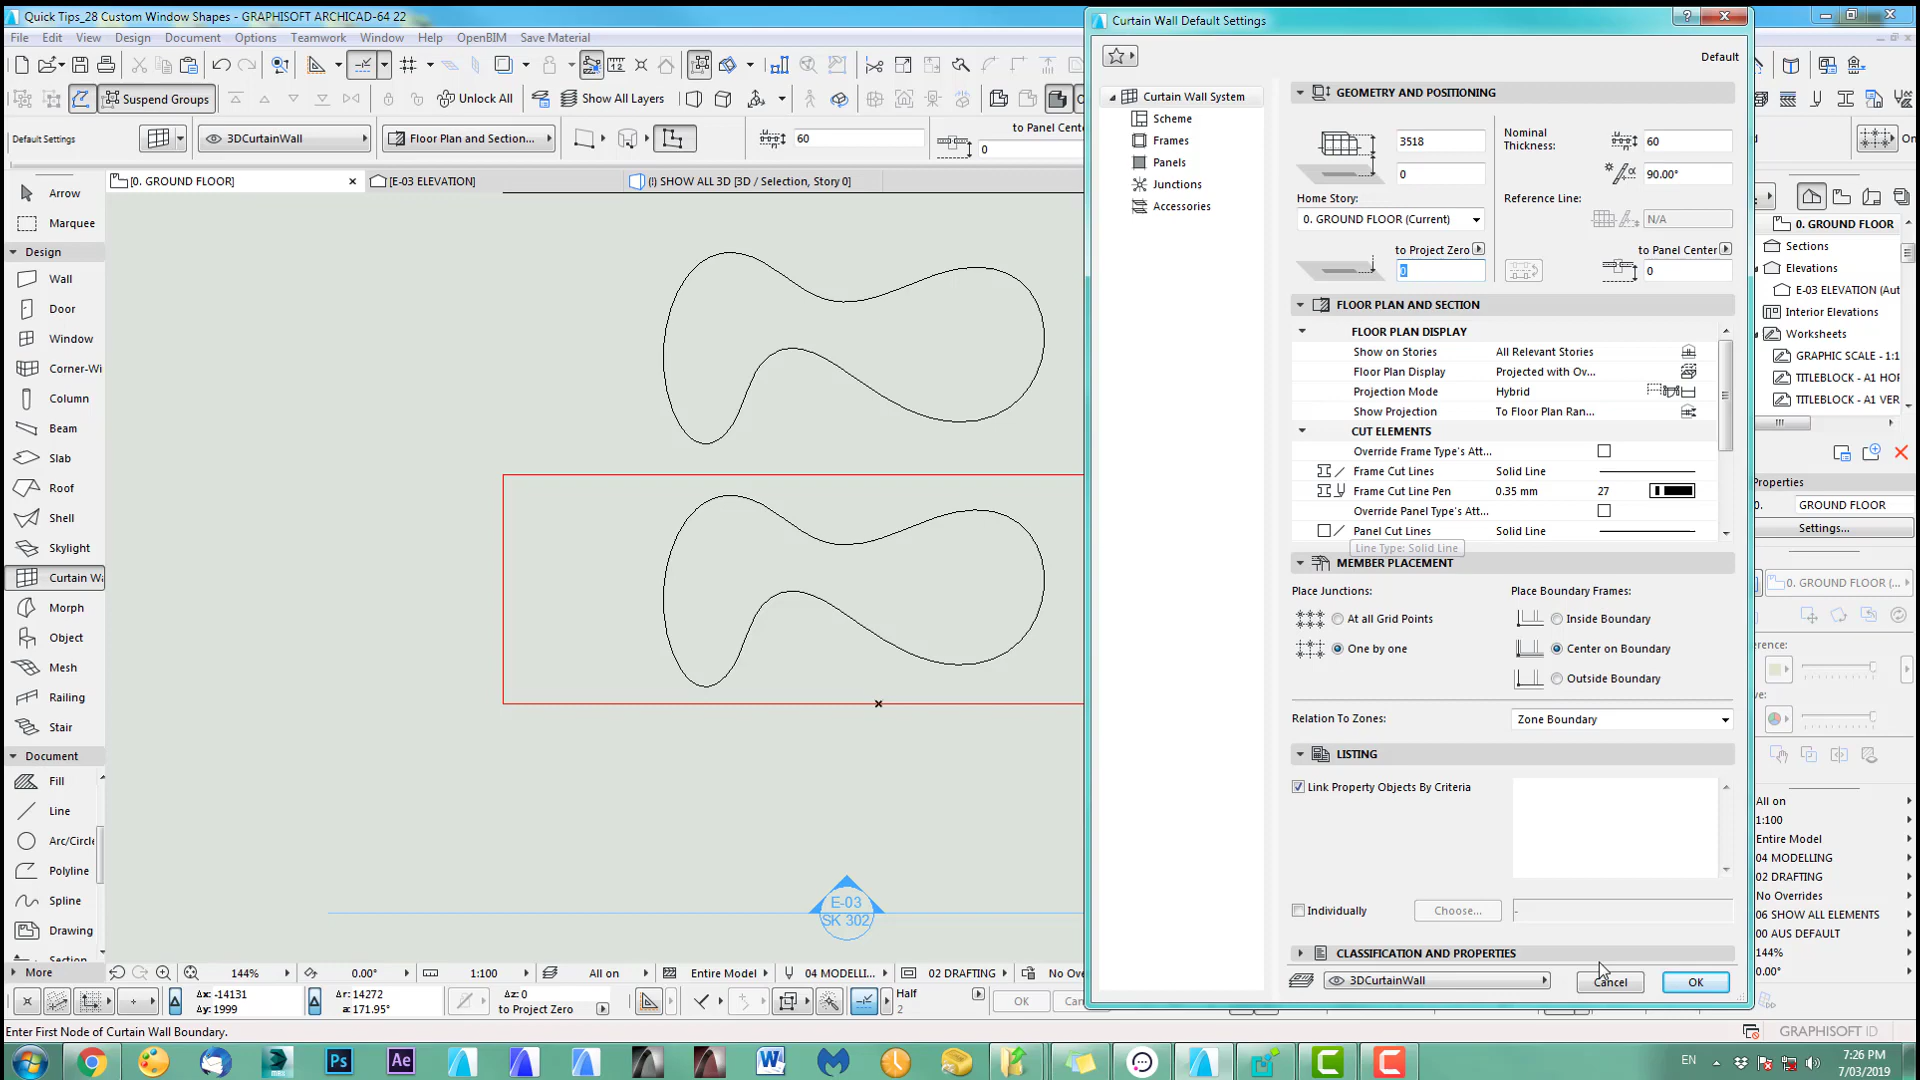 Quick Tips_28 Custom Window Shapes - GRAPHISOFT ARCHICAD-64 22
File Edit View Design Document Options Teamwork Window Help OpenBIM Save Material
Suspend Groups
Unlock All
Show All Layers
Default Settings
3DCurtainWall
Floor Plan and Section...
60
to Panel Center
0
[0. GROUND FLOOR]
[E-03 ELEVATION]
(!) SHOW ALL 3D [3D / Selection, Story 0]
Arrow
Marquee
Design
Wall
Door
Window
Corner-Wi
Column
Beam
Slab
Roof
Shell
Skylight
Curtain Wa
Morph
Object
Mesh
Railing
Stair
Document
Fill
Line
Arc/Circle
Polyline
Spline
Drawing
Section
More
E-03
SK 302
Curtain Wall Default Settings
Default
Curtain Wall System
Scheme
Frames
Panels
Junctions
Accessories
GEOMETRY AND POSITIONING
3518
0
Nominal Thickness:
60
90.00°
Home Story:
0. GROUND FLOOR (Current)
Reference Line:
N/A
to Project Zero
0
to Panel Center
0
FLOOR PLAN AND SECTION
FLOOR PLAN DISPLAY
Show on Stories All Relevant Stories
Floor Plan Display Projected with Ov...
Projection Mode Hybrid
Show Projection To Floor Plan Ran...
CUT ELEMENTS
Override Frame Type's Att...
Frame Cut Lines Solid Line
Frame Cut Line Pen 0.35 mm 27
Override Panel Type's Att...
Panel Cut Lines Solid Line
Line Type: Solid Line
MEMBER PLACEMENT
Place Junctions:
At all Grid Points
One by one
Place Boundary Frames:
Inside Boundary
Center on Boundary
Outside Boundary
Relation To Zones: Zone Boundary
LISTING
Link Property Objects By Criteria
Individually Choose... -
CLASSIFICATION AND PROPERTIES
3DCurtainWall Cancel OK
On
0. GROUND FLOOR
Sections
Elevations
E-03 ELEVATION (Aut
Interior Elevations
Worksheets
GRAPHIC SCALE - 1:1
TITLEBLOCK - A1 HOR
TITLEBLOCK - A1 VER
Properties
0. GROUND FLOOR
Settings...
GROUND FLOOR (...
erence:
ve:
All on
1:100
Entire Model
04 MODELLING
02 DRAFTING
No Overrides
06 SHOW ALL ELEMENTS
00 AUS DEFAULT
144%
0.00°
144% 0.00° 1:100 All on Entire Model 04 MODELLI... 02 DRAFTING No Ov
Δx: -14131
Δy: 1999
Δr: 14272
a: 171.95°
Δz: 0
to Project Zero
Half
2
OK
Can
Enter First Node of Curtain Wall Boundary.
GRAPHISOFT ID
Ps
Ae
W
C
C
EN
7:26 PM
7/03/2019